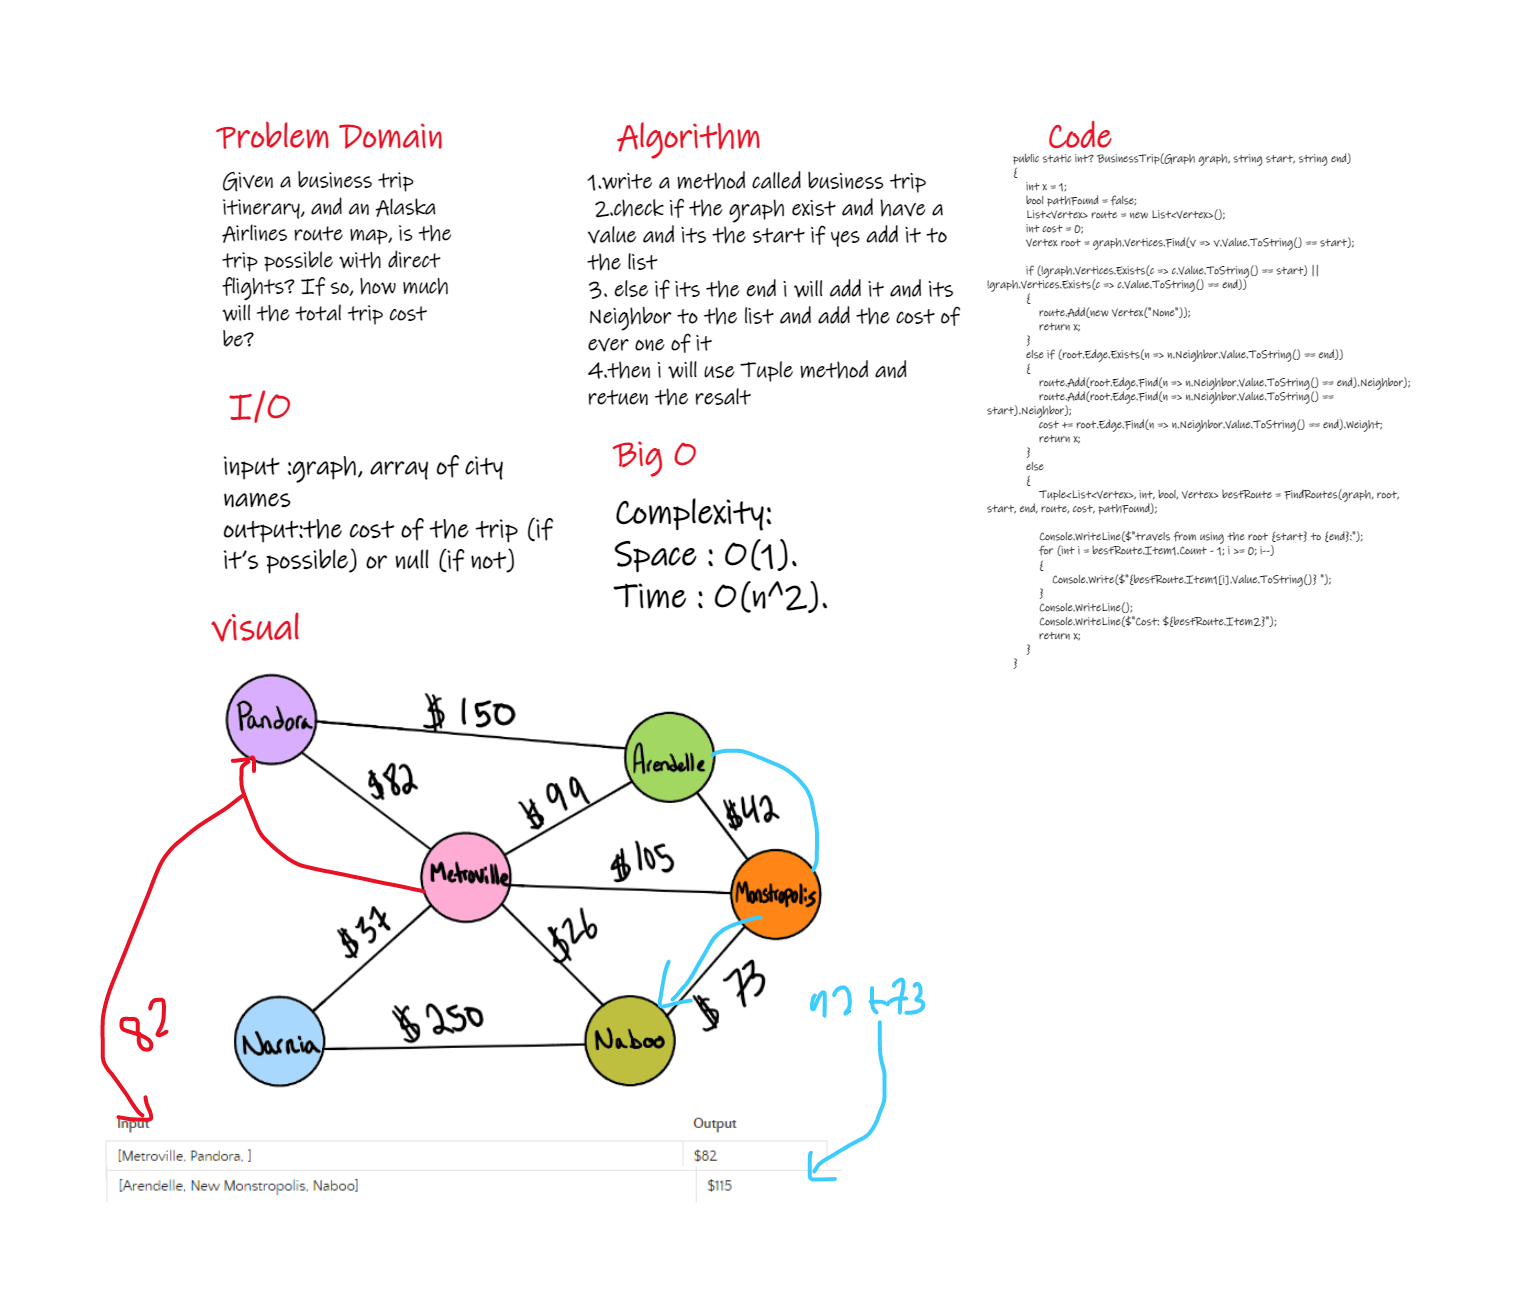 Problem Domain
Given a business trip
itinerary, and an Alaska
Airlines route map, is the
trip possible with direct
flights? If so, how much
will the total trip cost
be?
I/O
input :graph, array of city
names
output:the cost of the trip (if
it's possible) or null (if not)
Algorithm
1.write a method called business trip
2.check if the graph exist and have a
value and its the start if yes add it to
the list
3. else if its the end i will add it and its
Neighbor to the list and add the cost of
ever one of it
4.then i will use Tuple method and
retuen the resalt
Big O
Complexity:
Space : O(1).
Time : O(n^2).
Code
public static int? BusinessTrip(Graph graph, string start, string end)
{
int x = 1;
bool pathFound = false;
List<Vertex> route = new List<Vertex>();
int cost = 0;
Vertex root = graph.Vertices.Find(v => v.Value.ToString() == start);
if (!graph.Vertices.Exists(c => c.Value.ToString() == start) ||
!graph.Vertices.Exists(c => c.Value.ToString() == end))
{
route.Add(new Vertex("None"));
return x;
}
else if (root.Edge.Exists(n => n.Neighbor.Value.ToString() == end))
{
route.Add(root.Edge.Find(n => n.Neighbor.Value.ToString() == end).Neighbor);
route.Add(root.Edge.Find(n => n.Neighbor.Value.ToString() ==
start).Neighbor);
cost += root.Edge.Find(n => n.Neighbor.Value.ToString() == end).Weight;
return x;
}
else
{
Tuple<List<Vertex>, int, bool, Vertex> bestRoute = FindRoutes(graph, root,
start, end, route, cost, pathFound);
Console.WriteLine($"travels from using the root {start} to {end}:");
for (int i = bestRoute.Item1.Count - 1; i >= 0; i--)
{
Console.Write($"{bestRoute.Item1[i].Value.ToString()} ");
}
Console.WriteLine();
Console.WriteLine($"Cost: ${bestRoute.Item2}");
return x;
}
}
visual
Pandora
$ 150
Arendelle
$82
$99
$42
Metroville
$105
Monstropolis
$37
$26
$ 73
Narnia
$ 250
Naboo
82
+73
Input
Output
[Metroville, Pandora, ]
$82
[Arendelle, New Monstropolis, Naboo]
$115